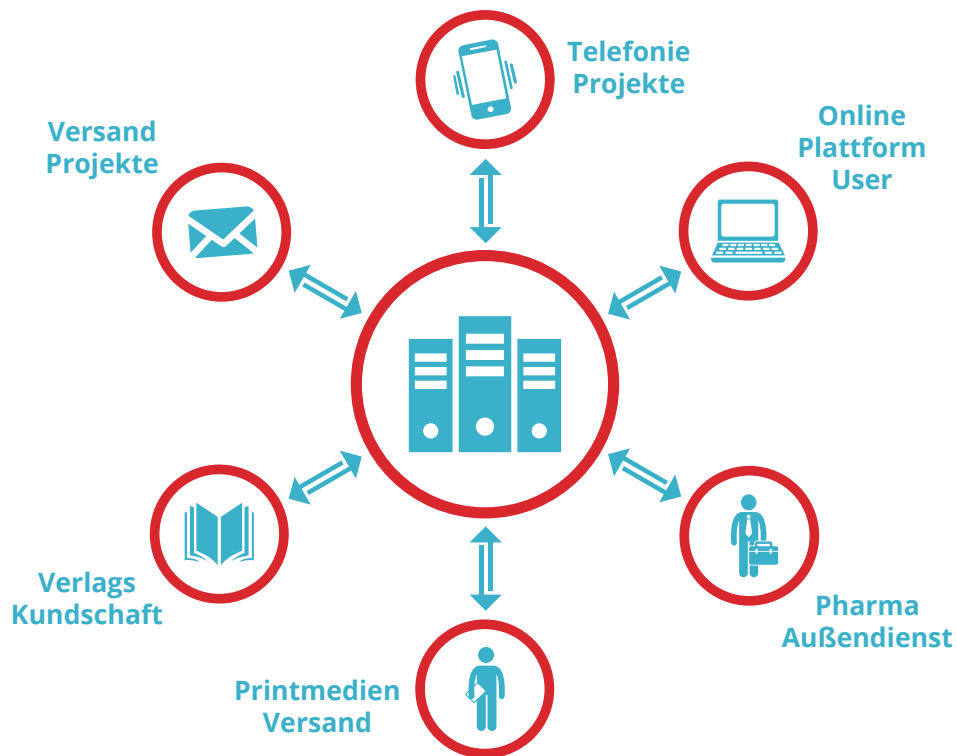 Telefonie
Projekte
Online
Plattform
User
Versand
Projekte
Verlags
Kundschaft
Pharma
Außendienst
Printmedien
Versand